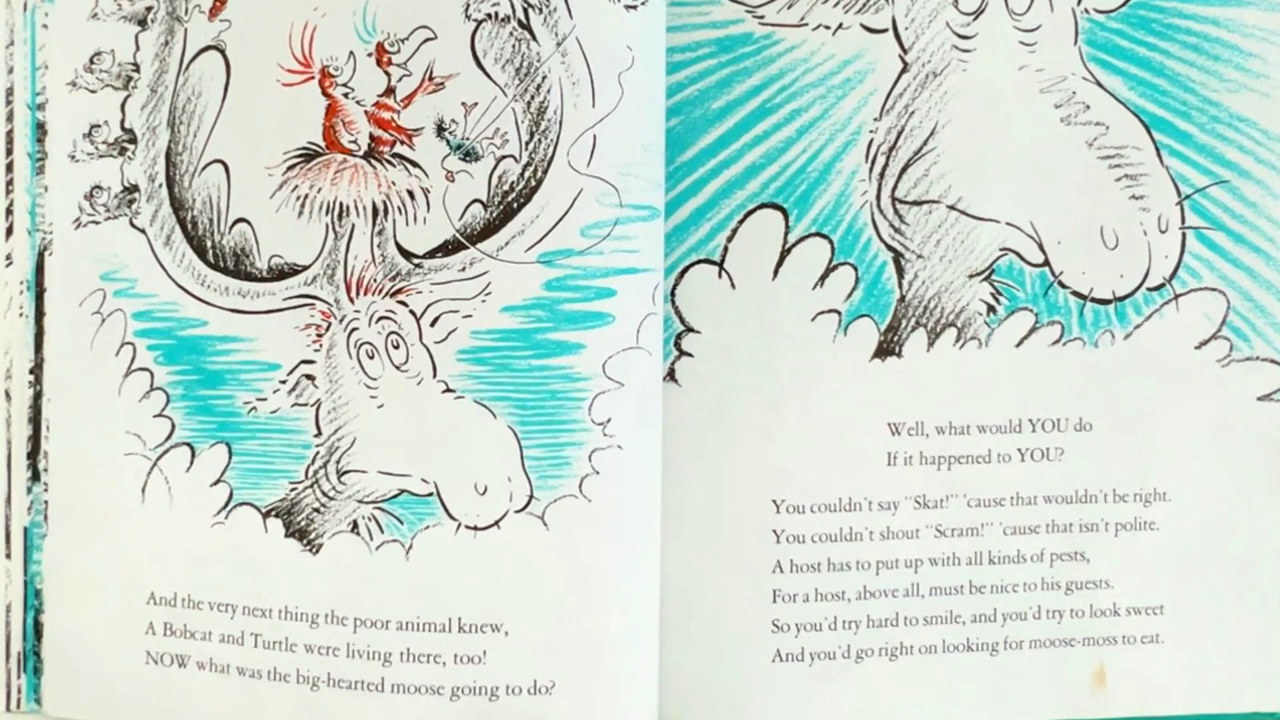 And the very next thing the poor animal knew,
A Bobcat and Turtle were living there, too!
NOW what was the big-hearted moose going to do?
Well, what would YOU do
If it happened to YOU?
You couldn't say "Skat!" 'cause that wouldn't be right.
You couldn't shout "Scram!" 'cause that isn't polite.
A host has to put up with all kinds of pests,
For a host, above all, must be nice to his guests.
So you'd try hard to smile, and you'd try to look sweet
And you'd go right on looking for moose-moss to eat.